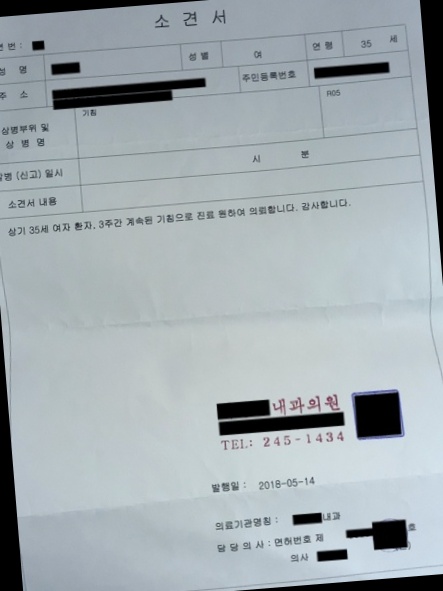 소 견 서
번 :
성 명 성 별 여 연 령 35 세
주 소 주민등록번호
상병부위 및
상 병 명 기침 R05
(신고) 일시 시 분
소견서 내용
상기 35세 여자 환자, 3주간 계속된 기침으로 진료 원하여 의뢰합니다. 감사합니다.
내과의원
TEL: 245-1434
발행일 : 2018-05-14
의료기관명칭 : 내과
담 당 의 사 : 면허번호 제 호
의사